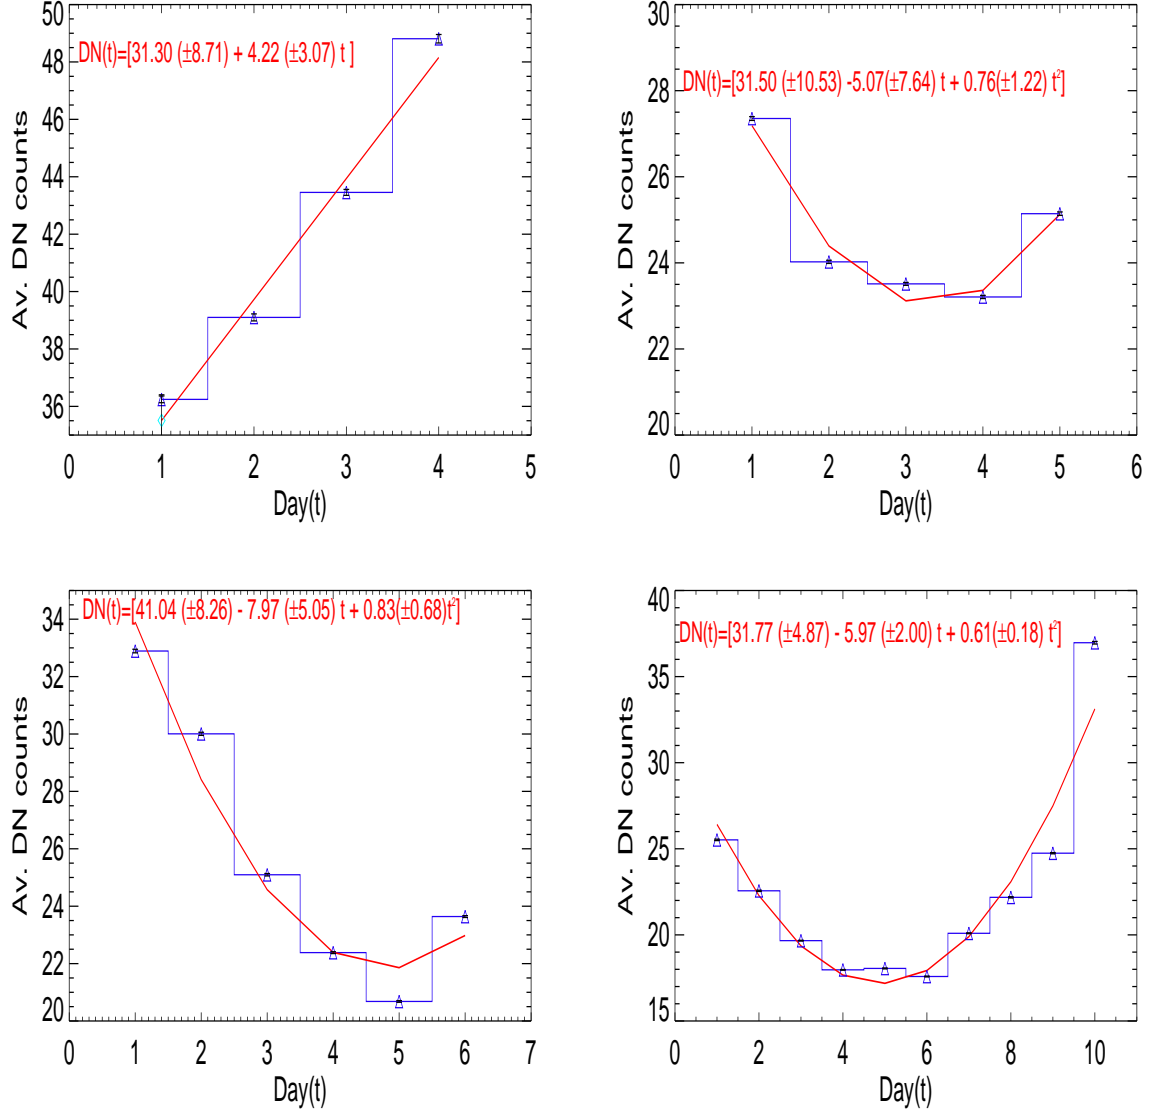 50
48
46
44
42
40
38
36
Av. DN counts
DN(t)=[31.30 (±8.71) + 4.22 (±3.07) t ]
0 1 2 3 4 5
Day(t)
30
28
26
24
22
20
Av. DN counts
DN(t)=[31.50 (±10.53) -5.07(±7.64) t + 0.76(±1.22) t²]
0 1 2 3 4 5 6
Day(t)
34
32
30
28
26
24
22
20
Av. DN counts
DN(t)=[41.04 (±8.26) - 7.97 (±5.05) t + 0.83(±0.68)t²]
0 1 2 3 4 5 6 7
Day(t)
40
35
30
25
20
15
Av. DN counts
DN(t)=[31.77 (±4.87) - 5.97 (±2.00) t + 0.61(±0.18) t²]
0 2 4 6 8 10
Day(t)